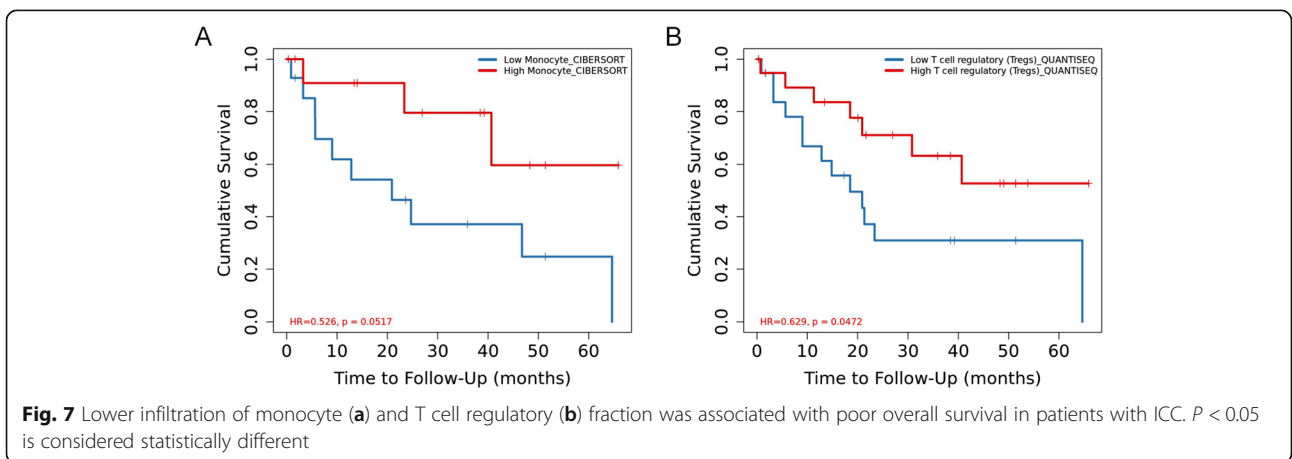 A
Low Monocyte_CIBERSORT
High Monocyte_CIBERSORT
Cumulative Survival
1.0
0.8
0.6
0.4
0.2
0.0
HR=0.526, p = 0.0517
0 10 20 30 40 50 60
Time to Follow-Up (months)
B
Low T cell regulatory (Tregs)_QUANTISEQ
High T cell regulatory (Tregs)_QUANTISEQ
Cumulative Survival
1.0
0.8
0.6
0.4
0.2
0.0
HR=0.629, p = 0.0472
0 10 20 30 40 50 60
Time to Follow-Up (months)
Fig. 7 Lower infiltration of monocyte (a) and T cell regulatory (b) fraction was associated with poor overall survival in patients with ICC. P < 0.05
is considered statistically different